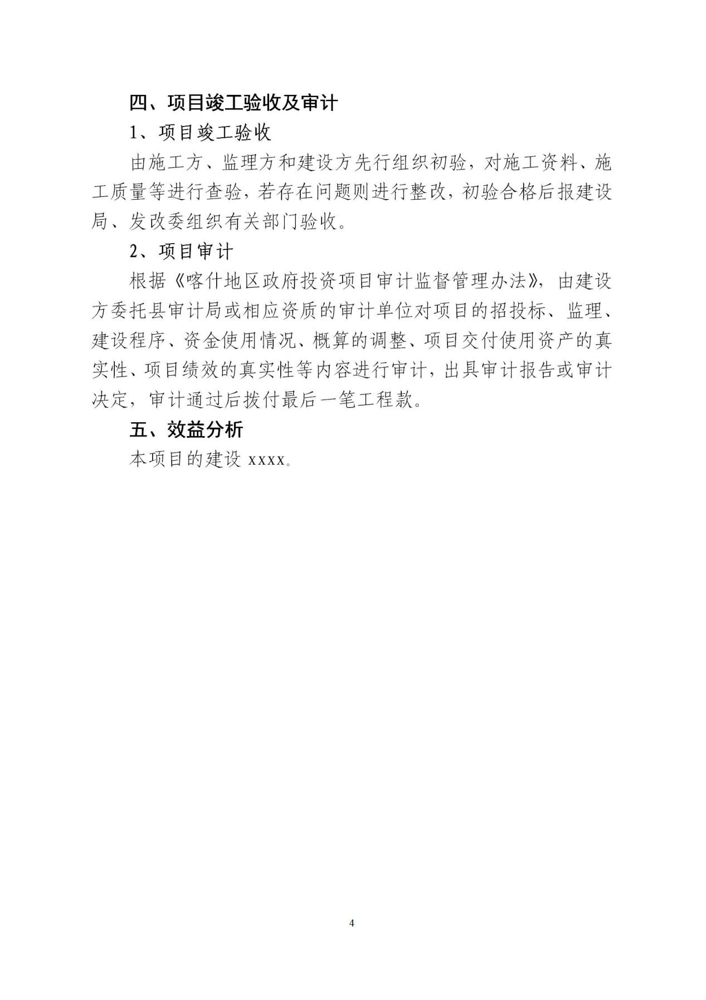 四、项目竣工验收及审计
1、项目竣工验收
由施工方、监理方和建设方先行组织初验，对施工资料、施
工质量等进行查验，若存在问题则进行整改，初验合格后报建设
局、发改委组织有关部门验收。
2、项目审计
根据《喀什地区政府投资项目审计监督管理办法》，由建设
方委托县审计局或相应资质的审计单位对项目的招投标、监理、
建设程序、资金使用情况、概算的调整、项目交付使用资产的真
实性、项目绩效的真实性等内容进行审计，出具审计报告或审计
决定，审计通过后拨付最后一笔工程款。
五、效益分析
本项目的建设 xxxx。
4